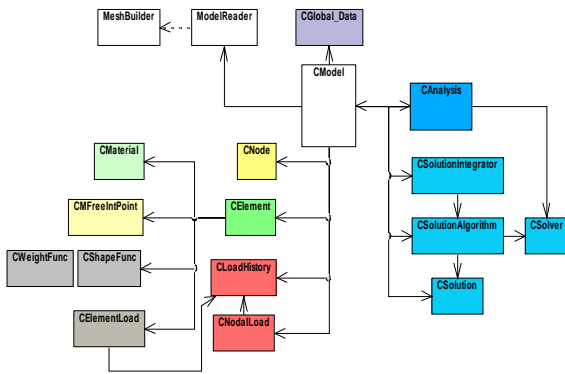 MeshBuilder
ModelReader
CGlobal_Data
CModel
CAnalysis
CMaterial
CNode
CSolutionIntegrator
CMFreeIntPoint
CElement
CSolutionAlgorithm
CSolver
CWeightFunc
CShapeFunc
CLoadHistory
CSolution
CElementLoad
CNodalLoad